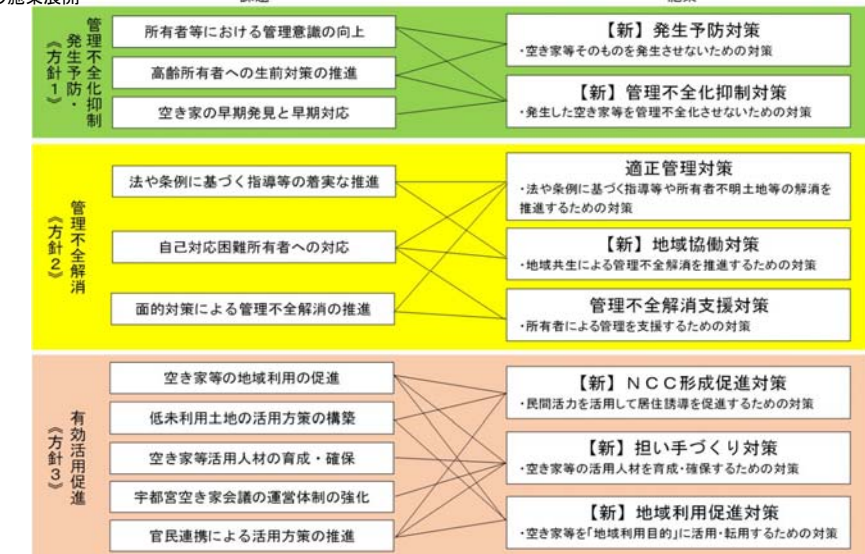 の施策展開
課題
施策
発生予防・
管理不全化抑制
《方針1》
所有者等における管理意識の向上
高齢所有者への生前対策の推進
空き家の早期発見と早期対応
【新】発生予防対策
・空き家等そのものを発生させないための対策
【新】管理不全化抑制対策
・発生した空き家等を管理不全化させないための対策
管理不全解消
《方針2》
法や条例に基づく指導等の着実な推進
自己対応困難所有者への対応
面的対策による管理不全解消の推進
適正管理対策
・法や条例に基づく指導等や所有者不明土地等の解消を
推進するための対策
【新】地域協働対策
・地域共生による管理不全解消を推進するための対策
管理不全解消支援対策
・所有者による管理を支援するための対策
有効活用促進
《方針3》
空き家等の地域利用の促進
低未利用土地の活用方策の構築
空き家等活用人材の育成・確保
宇都宮空き家会議の運営体制の強化
官民連携による活用方策の推進
【新】NCC形成促進対策
・民間活力を活用して居住誘導を促進するための対策
【新】担い手づくり対策
・空き家等の活用人材を育成・確保するための対策
【新】地域利用促進対策
・空き家等を「地域利用目的」に活用・転用するための対策